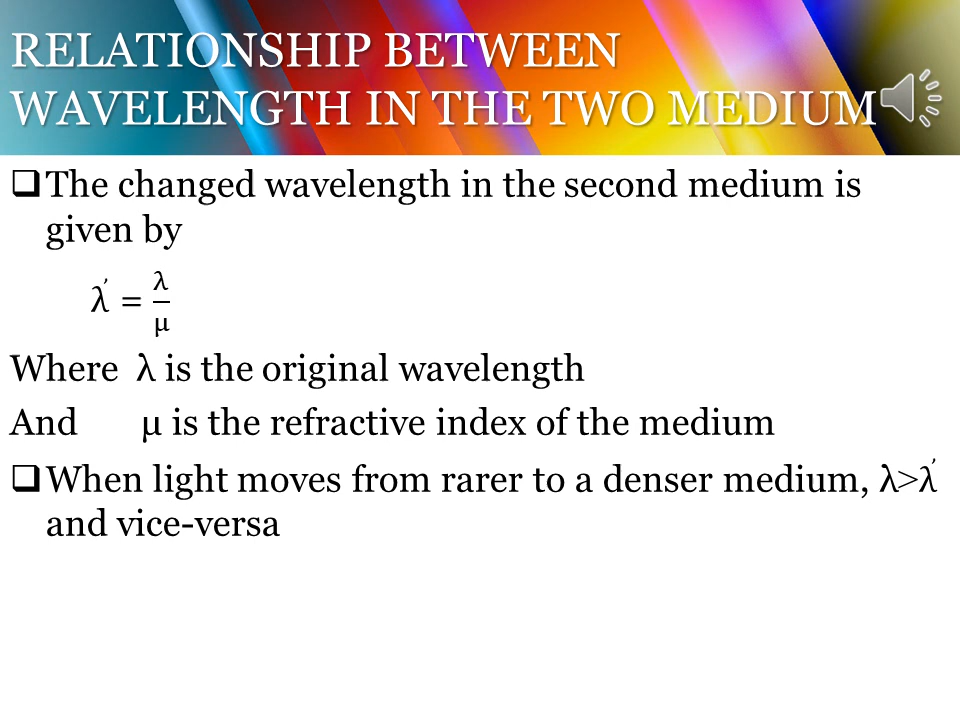 RELATIONSHIP BETWEEN
WAVELENGTH IN THE TWO MEDIUM
❑The changed wavelength in the second medium is
given by
λ′ = λ/μ
Where λ is the original wavelength
And μ is the refractive index of the medium
❑When light moves from rarer to a denser medium, λ>λ′
and vice-versa